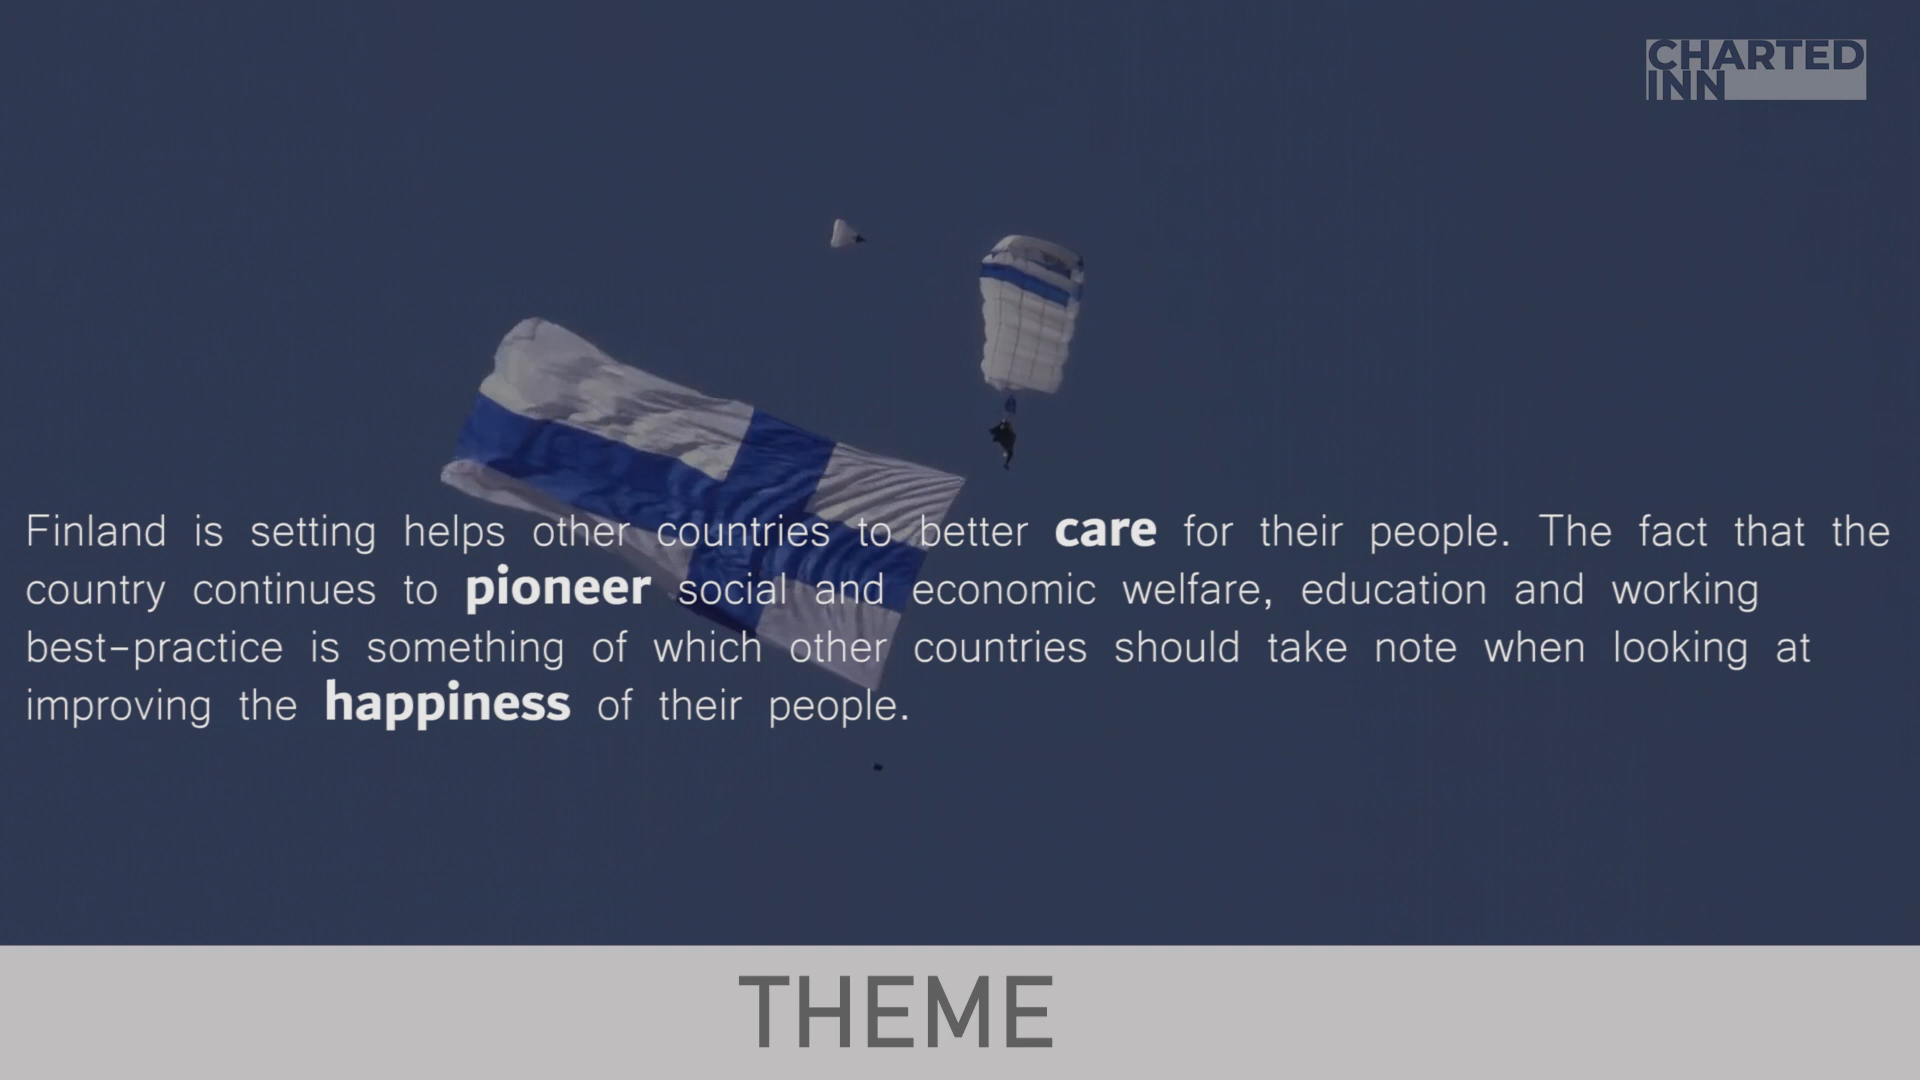 CHARTED
INN
Finland is setting helps other countries to better care for their people. The fact that the
country continues to pioneer social and economic welfare, education and working
best-practice is something of which other countries should take note when looking at
improving the happiness of their people.
THEME